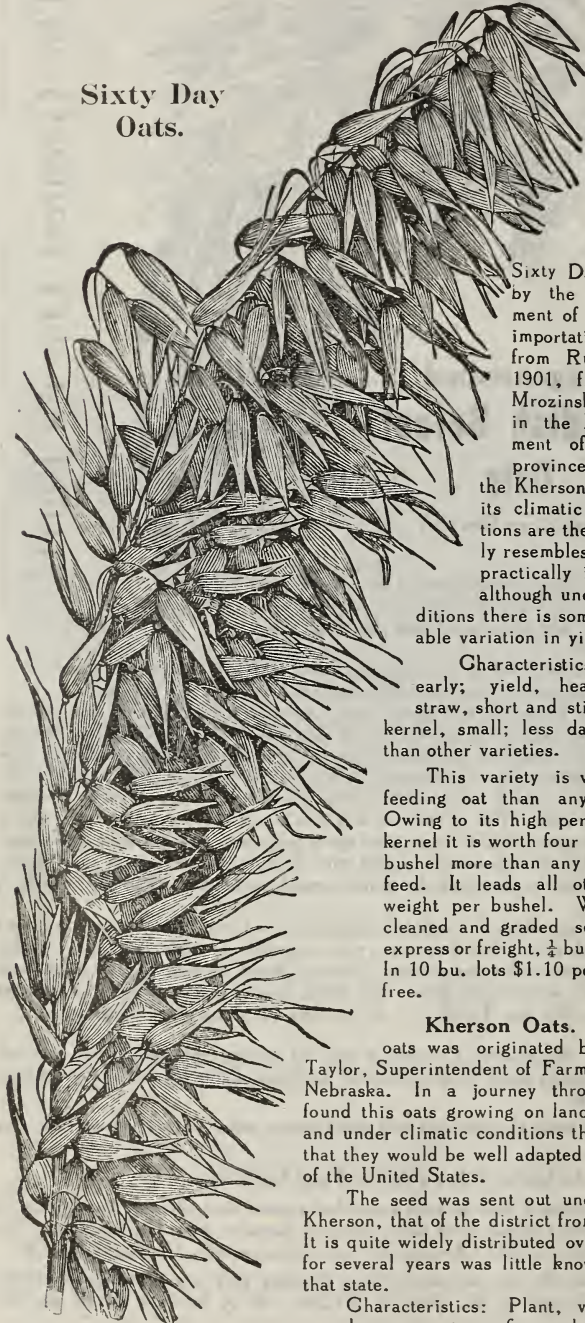 Sixty Day
Oats.
Sixty D
by the
ment of
importat
from Ru
1901, f
Mrozinsk
in the
ment of
province
the Kherson
its climatic
tions are the
ly resembles
practically
although un
ditions there is som
able variation in yi
Characteristic
early; yield, hea
straw, short and sti
kernel, small; less da
than other varieties.
This variety is v
feeding oat than any
Owing to its high per
kernel it is worth four
bushel more than any
feed. It leads all o
weight per bushel. W
cleaned and graded s
express or freight, ¼ bu
In 10 bu. lots $1.10 p
free.
Kherson Oats.
oats was originated b
Taylor, Superintendent of Farm
Nebraska. In a journey thro
found this oats growing on land
and under climatic conditions th
that they would be well adapted
of the United States.
The seed was sent out un
Kherson, that of the district fro
It is quite widely distributed ov
for several years was little know
that state.
Characteristics: Plant, v